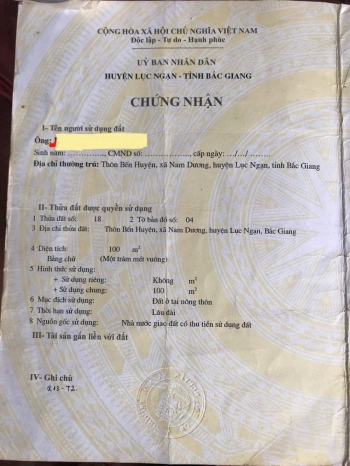 CỘNG HÒA XÃ HỘI CHỦ NGHĨA VIỆT NAM
Độc lập - Tự do - Hạnh phúc
UỶ BAN NHÂN DÂN
HUYỆN LỤC NGẠN - TỈNH BẮC GIANG
CHỨNG NHẬN
I- Tên người sử dụng đất
Ông:
Sinh năm: .............., CMND số: ..................., cấp ngày: .../.../ .........
Địa chỉ thường trú: Thôn Bến Huyện, xã Nam Dương, huyện Lục Ngạn, tỉnh Bắc Giang
II- Thửa đất được quyền sử dụng
1 Thửa đất số: 18 2 Tờ bản đồ số: 04
3 Địa chỉ thửa đất: Thôn Bến Huyện, xã Nam Dương, huyện Lục Ngạn, Bắc Giang
4 Diện tích: 100 m²
Bằng chữ (Một trăm mét vuông)
5 Hình thức sử dụng:
+ Sử dụng riêng: Không m²
+ Sử dụng chung: 100 m²
6 Mục đích sử dụng: Đất ở tại nông thôn
7 Thời hạn sử dụng: Lâu dài
8 Nguồn gốc sử dụng: Nhà nước giao đất có thu tiền sử dụng đất
III- Tài sản gắn liền với đất
IV- Ghi chú